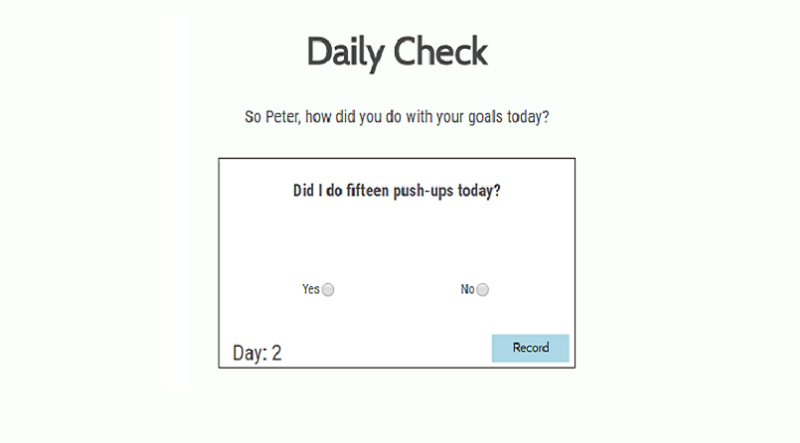 Daily Check
So Peter, how did you do with your goals today?
Did I do fifteen push-ups today?
Yes No
Day: 2
Record